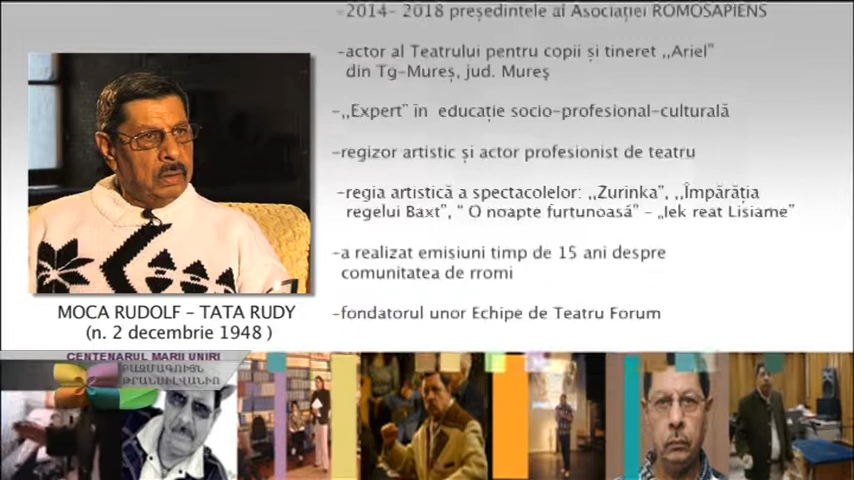 -2014- 2018 președintele al Asociației ROMOSAPIENS
-actor al Teatrului pentru copii și tineret ,,Ariel”
din Tg-Mureș, jud. Mureş
-,,Expert” în educație socio-profesional-culturală
-regizor artistic și actor profesionist de teatru
-regia artistică a spectacolelor: ,,Zurinka”, ,,Împărăția
regelui Baxt”, “ O noapte furtunoasă” - „Iek reat Lisiame”
-a realizat emisiuni timp de 15 ani despre
comunitatea de rromi
-fondatorul unor Echipe de Teatru Forum
MOCA RUDOLF - TATA RUDY
(n. 2 decembrie 1948 )
CENTENARUL MARII UNIRI
ԲԱԶՄԱԳՈՒՅՆ
ԹՐԱՆՍԻԼՎԱՆԻՈ